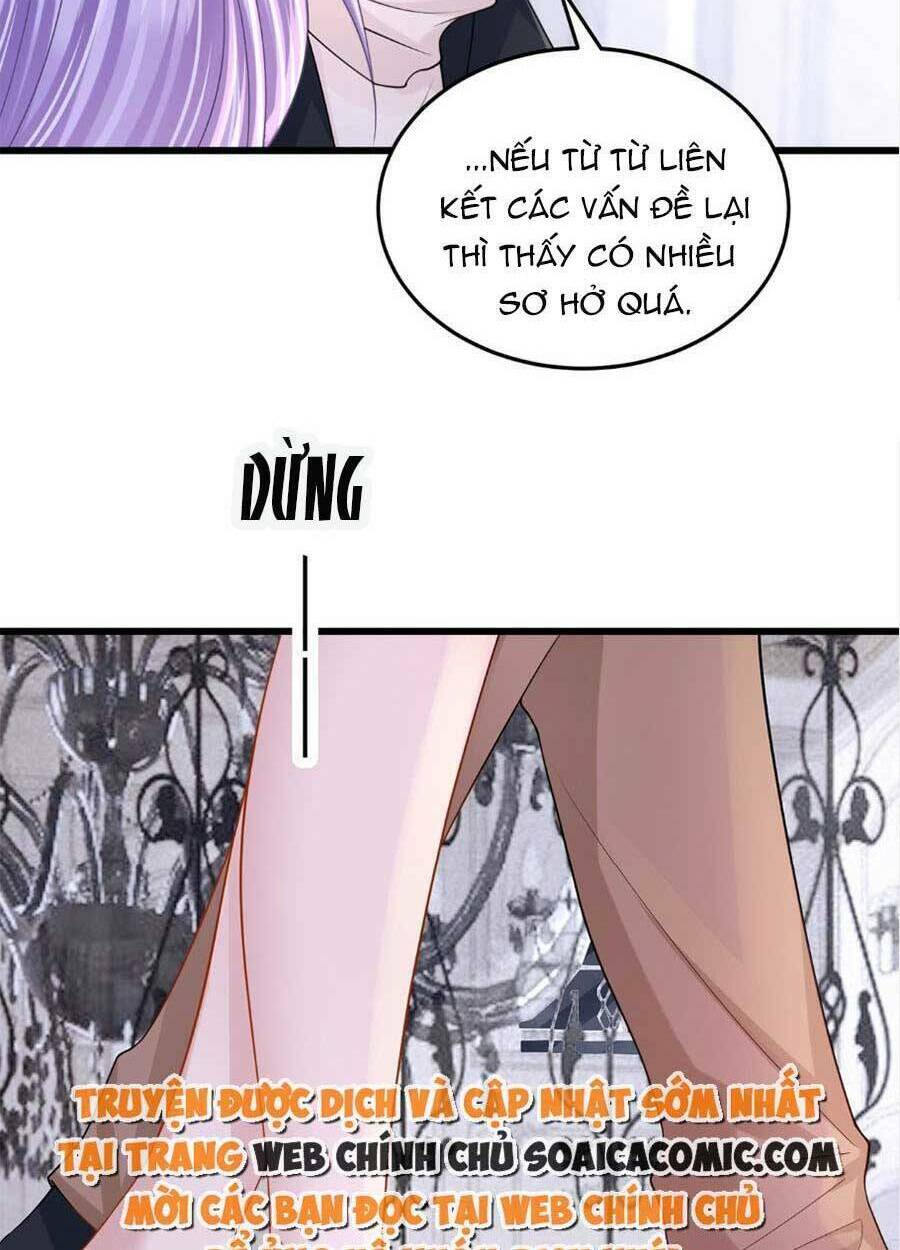 ...NẾU TỪ TỪ LIÊN
KẾT CÁC VẤN ĐỀ LẠI
THÌ THẤY CÓ NHIỀU
SƠ HỞ QUÁ.
DỪNG
TRUYỆN ĐƯỢC DỊCH VÀ CẬP NHẬT SỚM NHẤT
TẠI TRANG WEB CHÍNH CHỦ SOAICACOMIC.COM
MỜI CÁC BẠN ĐỌC TẠI WEB CHÍNH CHỦ